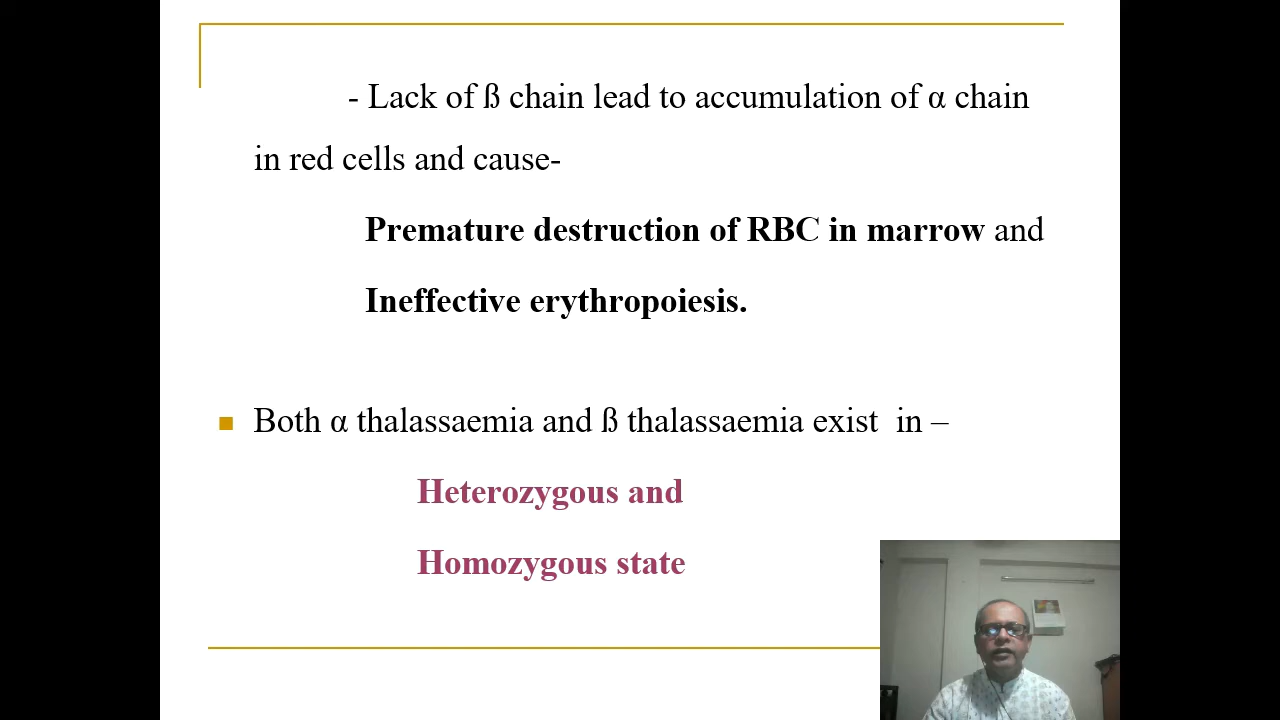 - Lack of ß chain lead to accumulation of α chain
in red cells and cause-
Premature destruction of RBC in marrow and
Ineffective erythropoiesis.
Both α thalassaemia and ß thalassaemia exist in –
Heterozygous and
Homozygous state